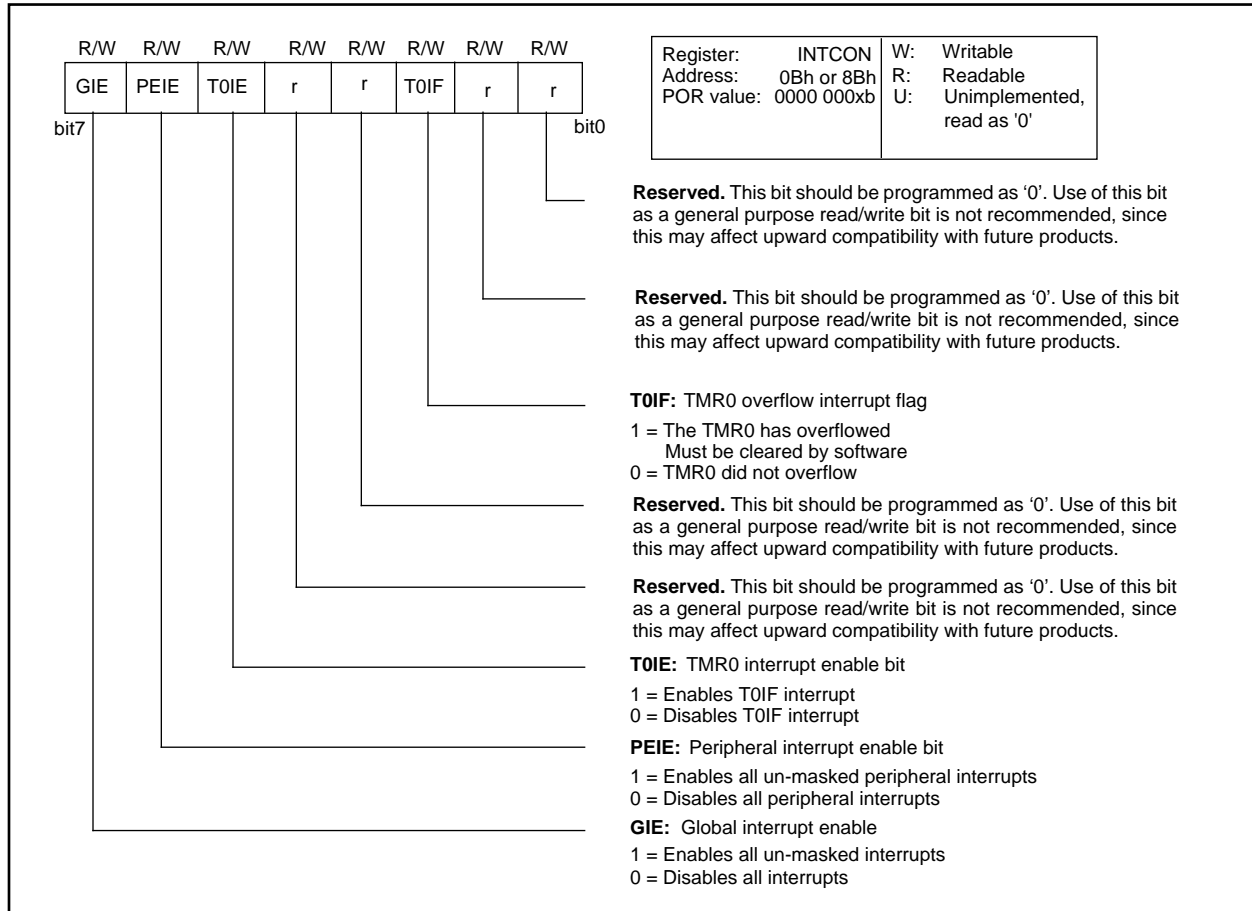 R/W R/W R/W R/W R/W R/W R/W R/W
GIE PEIE T0IE r r T0IF r r
bit7 bit0
Register: INTCON
Address: 0Bh or 8Bh
POR value: 0000 000xb
W: Writable
R: Readable
U: Unimplemented,
read as '0'
Reserved. This bit should be programmed as ‘0’. Use of this bit
as a general purpose read/write bit is not recommended, since
this may affect upward compatibility with future products.
Reserved. This bit should be programmed as ‘0’. Use of this bit
as a general purpose read/write bit is not recommended, since
this may affect upward compatibility with future products.
T0IF: TMR0 overflow interrupt flag
1 = The TMR0 has overflowed
Must be cleared by software
0 = TMR0 did not overflow
Reserved. This bit should be programmed as ‘0’. Use of this bit
as a general purpose read/write bit is not recommended, since
this may affect upward compatibility with future products.
Reserved. This bit should be programmed as ‘0’. Use of this bit
as a general purpose read/write bit is not recommended, since
this may affect upward compatibility with future products.
T0IE: TMR0 interrupt enable bit
1 = Enables T0IF interrupt
0 = Disables T0IF interrupt
PEIE: Peripheral interrupt enable bit
1 = Enables all un-masked peripheral interrupts
0 = Disables all peripheral interrupts
GIE: Global interrupt enable
1 = Enables all un-masked interrupts
0 = Disables all interrupts